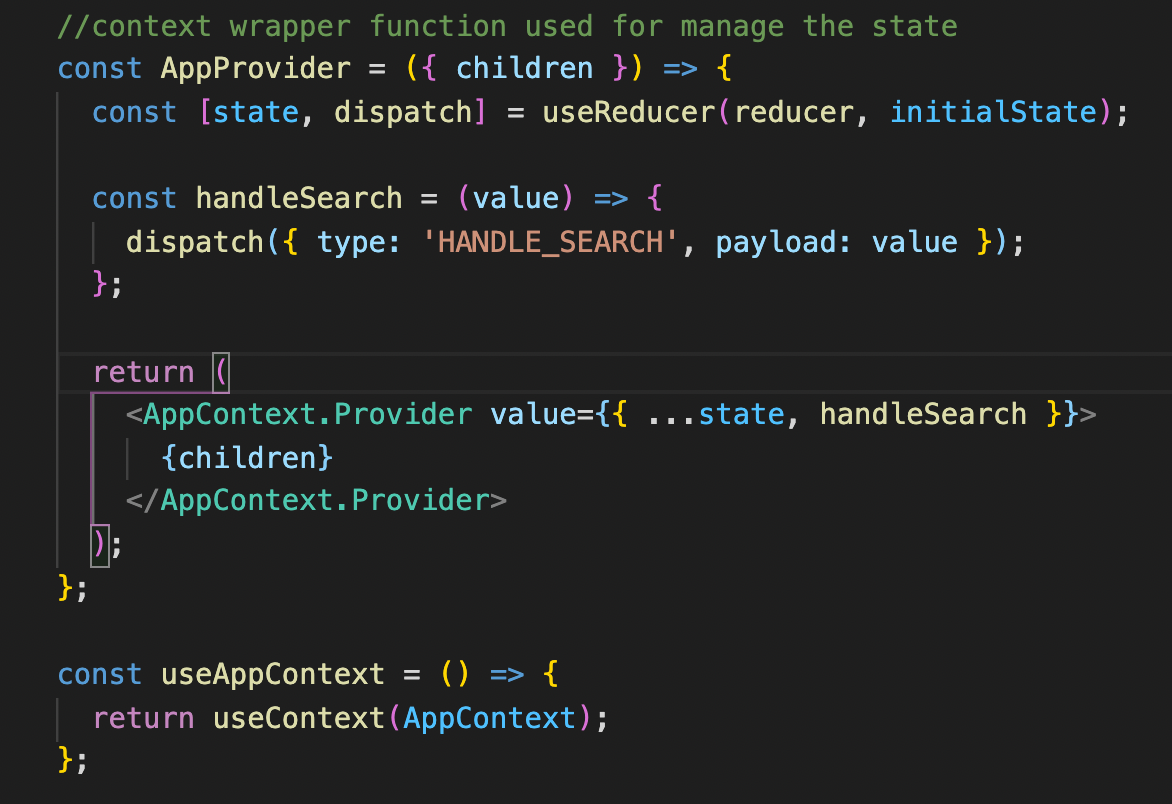 //context wrapper function used for manage the state
const AppProvider = ({ children }) => {
  const [state, dispatch] = useReducer(reducer, initialState);

  const handleSearch = (value) => {
    dispatch({ type: 'HANDLE_SEARCH', payload: value });
  };

  return (
    <AppContext.Provider value={{ ...state, handleSearch }}>
      {children}
    </AppContext.Provider>
  );
};

const useAppContext = () => {
  return useContext(AppContext);
};